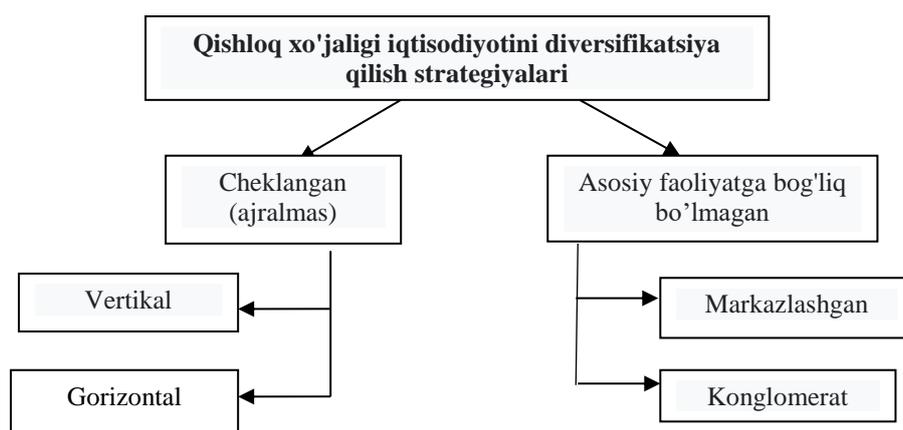 Qishloq xo'jaligi iqtisodiyotini diversifikatsiya
qilish strategiyalari
Cheklangan
(ajralmas)
Asosiy faoliyatga bog'liq
bo’lmagan
Vertikal
Markazlashgan
Gorizontal
Konglomerat